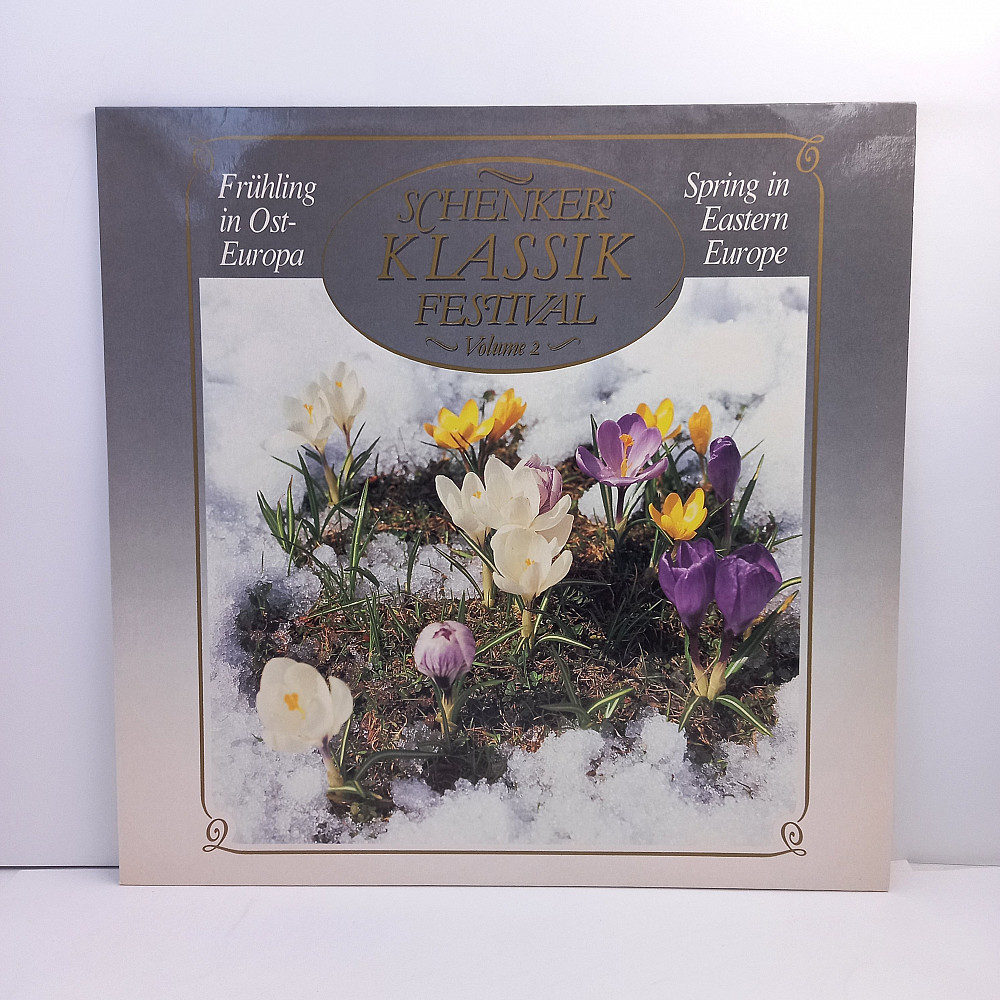 Frühling
in Ost-
Europa
SCHENKERS
KLASSIK
FESTIVAL
Volume 2
Spring in
Eastern
Europe